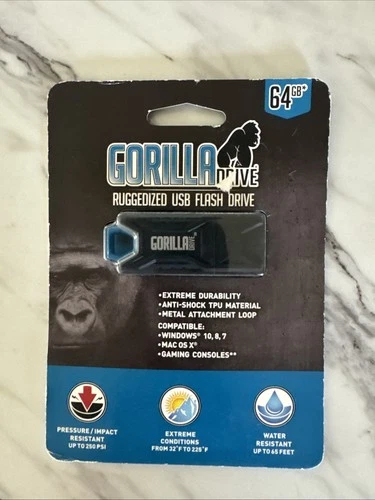 64GB*
GORILLA
DRIVE
RUGGEDIZED USB FLASH DRIVE
GORILLA DRIVE
•EXTREME DURABILITY
•ANTI-SHOCK TPU MATERIAL
•METAL ATTACHMENT LOOP
COMPATIBLE:
•WINDOWS® 10, 8, 7
•MAC OS X®
•GAMING CONSOLES**
PRESSURE / IMPACT
RESISTANT
UP TO 250 PSI
EXTREME
CONDITIONS
FROM 32°F TO 225°F
WATER
RESISTANT
UP TO 65 FEET